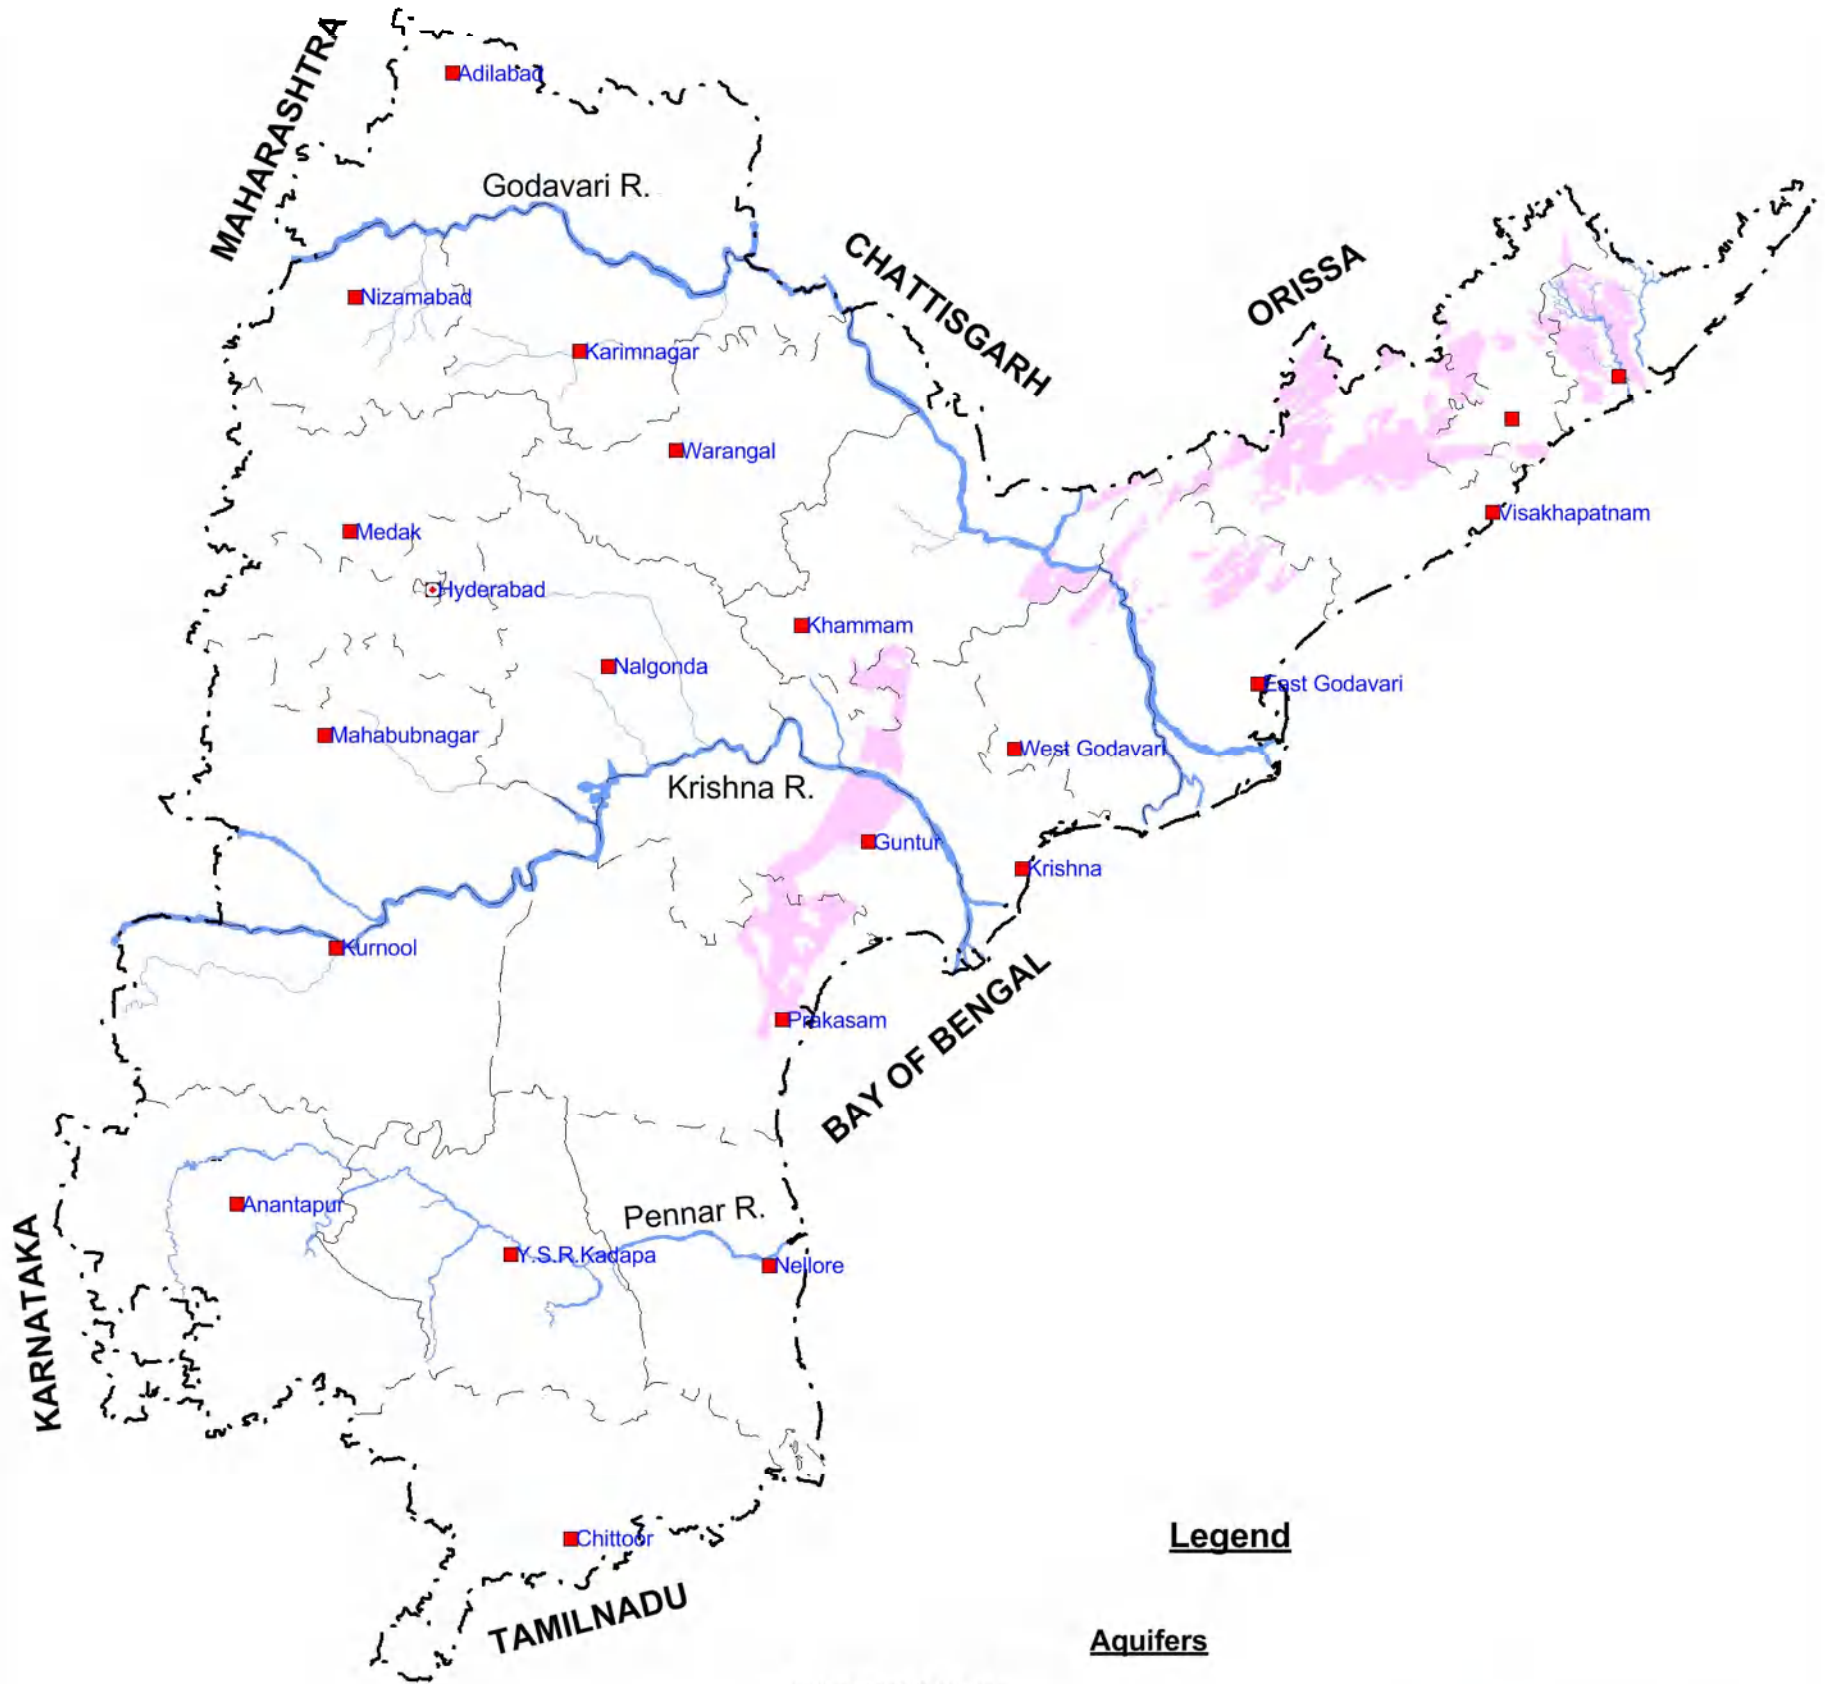 MAHARASHTRA
Adilabad
Godavari R.
CHATTISGARH
ORISSA
Nizamabad
Karimnagar
Warangal
Visakhapatnam
Medak
Hyderabad
Khammam
Nalgonda
East Godavari
Mahabubnagar
West Godavari
Krishna R.
Guntur
Krishna
Kurnool
Prakasam
BAY OF BENGAL
Anantapur
Pennar R.
Y.S.R.Kadapa
Nellore
KARNATAKA
Chittoor
TAMILNADU
Legend
Aquifers